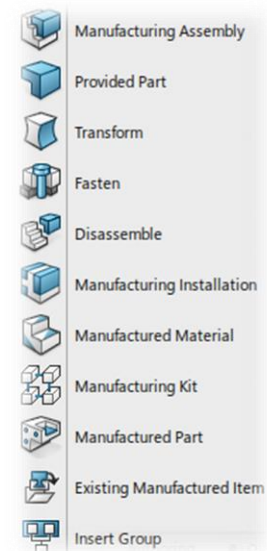 Manufacturing Assembly
Provided Part
Transform
Fasten
Disassemble
Manufacturing Installation
Manufactured Material
Manufacturing Kit
Manufactured Part
Existing Manufactured Item
Insert Group